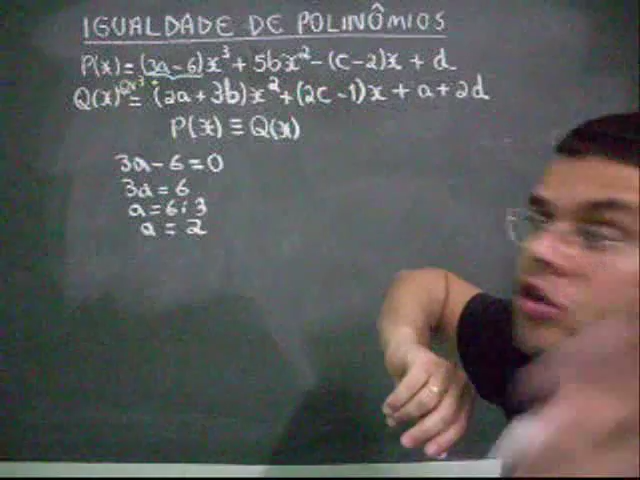 IGUALDADE DE POLINÔMIOS
P(x) = (3a - 6)x³ + 5bx² - (c - 2)x + d
Q(x) = 0x³ + (2a + 3b)x² + (2c - 1)x + a + 2d
P(x) ≡ Q(x)
3a - 6 = 0
3a = 6
a = 6 : 3
a = 2